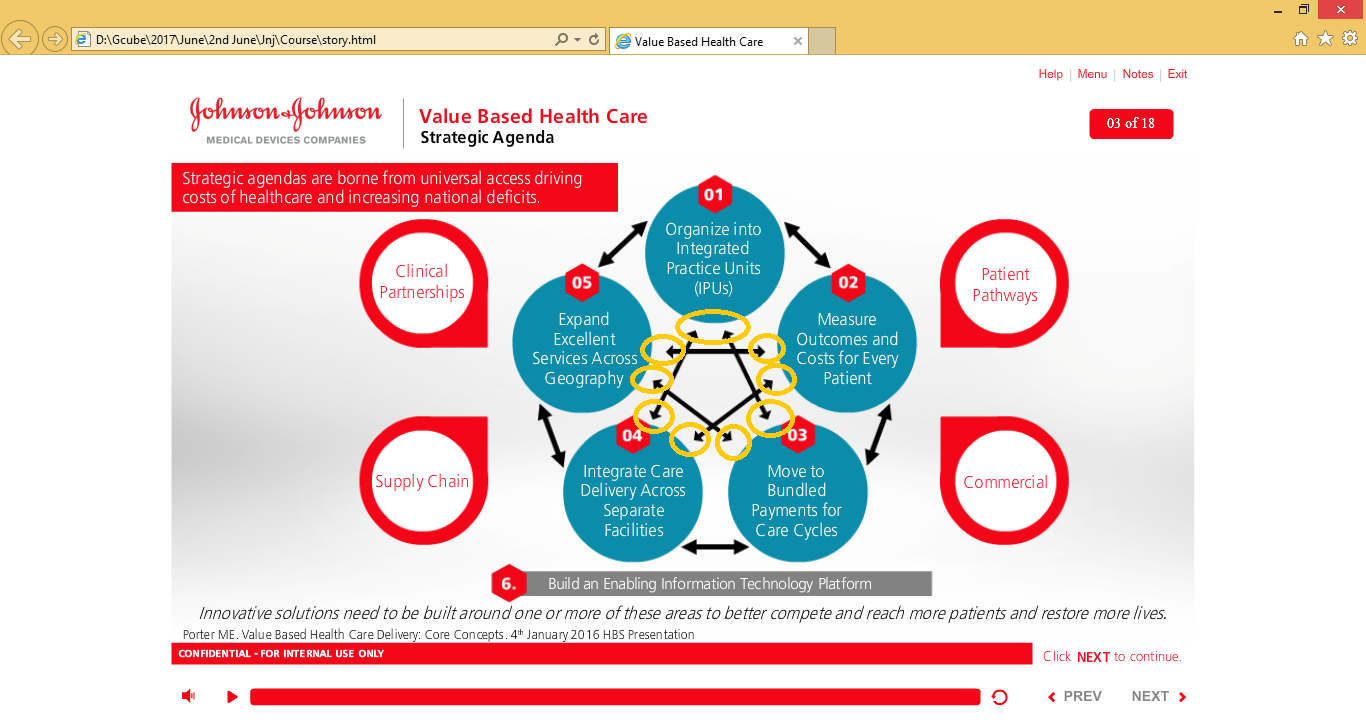 D:\Gcube\2017\June\2nd June\Jnj\Course\story.html
Value Based Health Care
Help | Menu | Notes | Exit
Johnson & Johnson
MEDICAL DEVICES COMPANIES
Value Based Health Care
Strategic Agenda
03 of 18
Strategic agendas are borne from universal access driving
costs of healthcare and increasing national deficits.
01
Organize into
Integrated
Practice Units
(IPUs)
Clinical
Partnerships
05
Expand
Excellent
Services Across
Geography
02
Measure
Outcomes and
Costs for Every
Patient
Patient
Pathways
Supply Chain
04
Integrate Care
Delivery Across
Separate
Facilities
03
Move to
Bundled
Payments for
Care Cycles
Commercial
6.
Build an Enabling Information Technology Platform
Innovative solutions need to be built around one or more of these areas to better compete and reach more patients and restore more lives.
Porter ME. Value Based Health Care Delivery: Core Concepts. 4th January 2016 HBS Presentation
CONFIDENTIAL - FOR INTERNAL USE ONLY
Click NEXT to continue.
PREV
NEXT